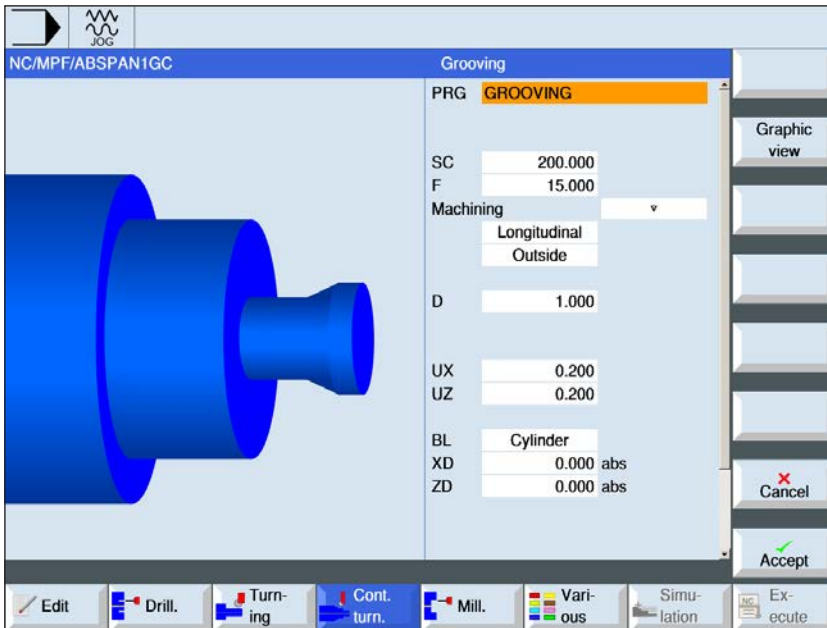 JOG
NC/MPF/ABSPAN1GC
Grooving
PRG GROOVING
SC 200.000
F 15.000
Machining ▿
Longitudinal
Outside
D 1.000
UX 0.200
UZ 0.200
BL Cylinder
XD 0.000 abs
ZD 0.000 abs
Graphic
view
Cancel
Accept
Edit
Drill.
Turn-
ing
Cont.
turn.
Mill.
Vari-
ous
Simu-
lation
NC
Ex-
ecute